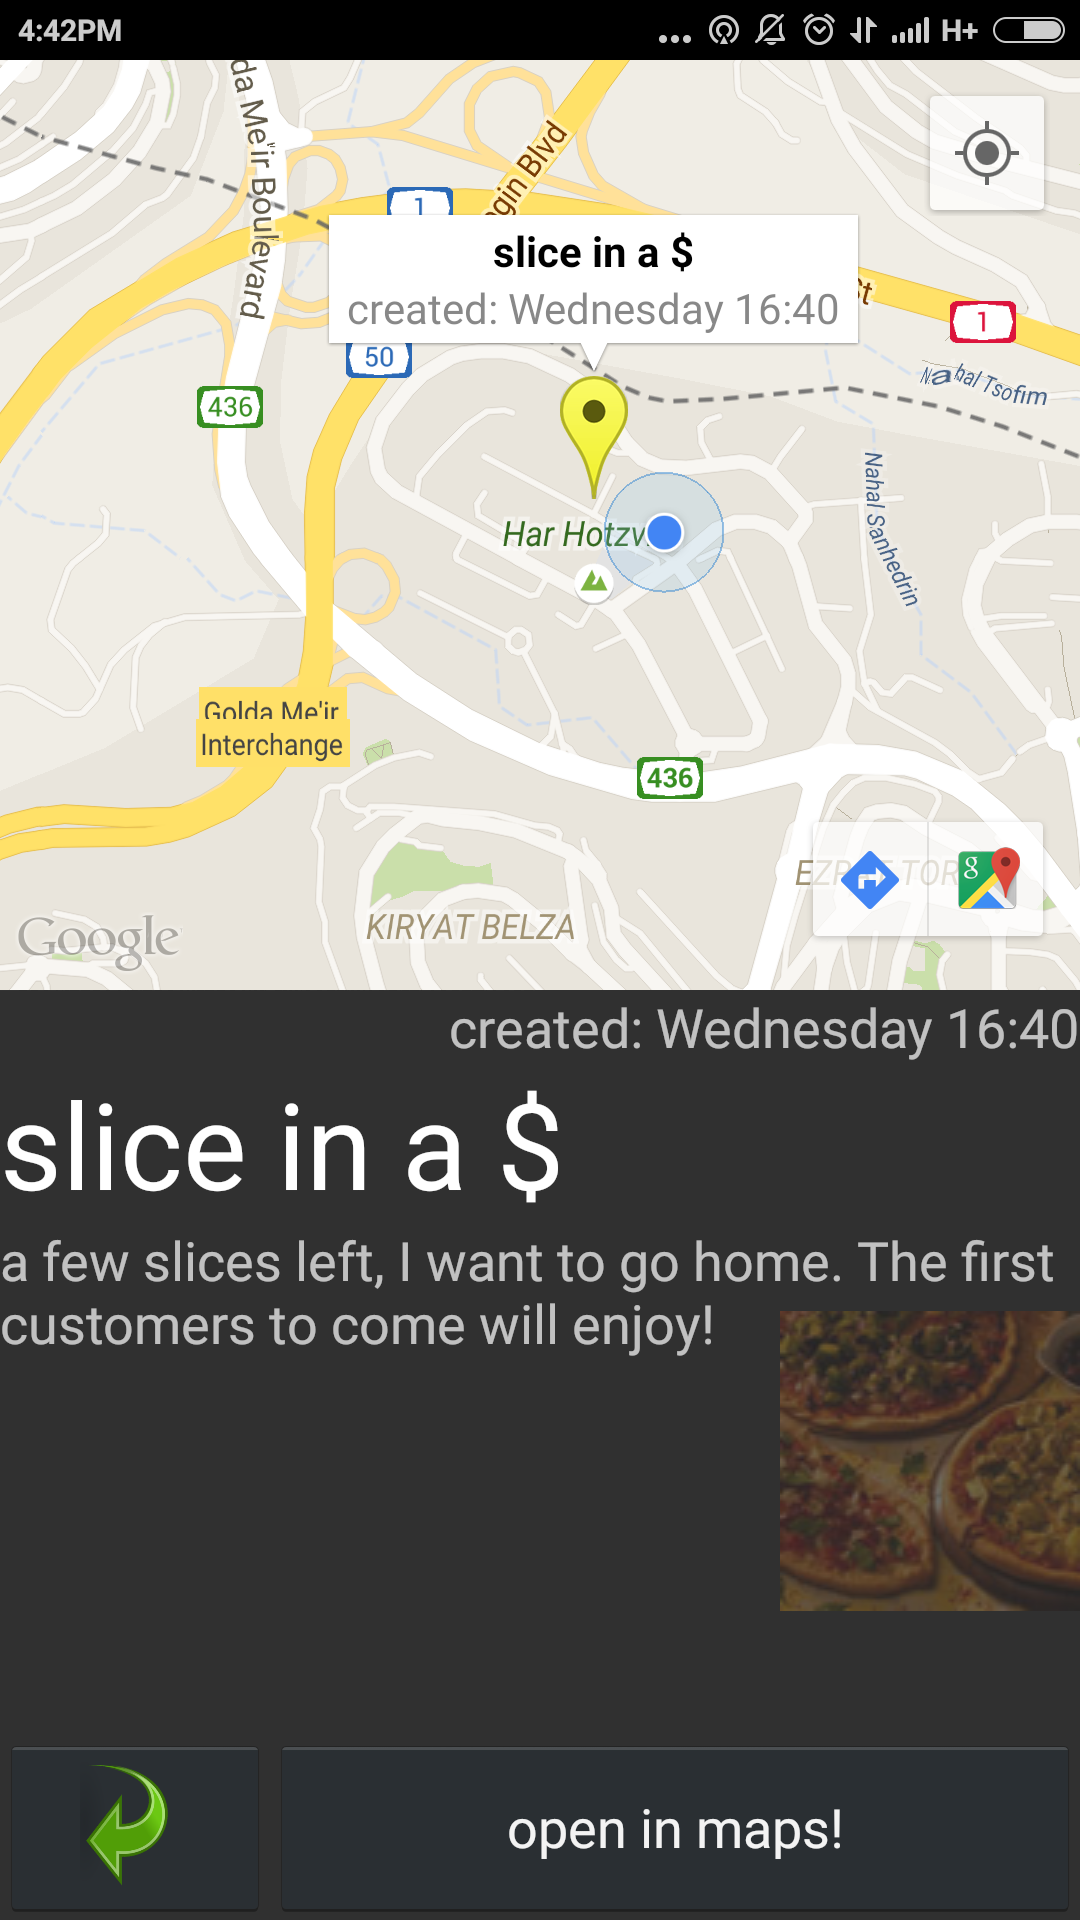 4:42PM
H+
da Me'ir Boulevard
gin Blvd
1
slice in a $
created: Wednesday 16:40
1
50
436
Nahal Tsofim
Nahal Sanhedrin
Har Hotzv
Golda Me'ir
Interchange
436
KIRYAT BELZA
Google
created: Wednesday 16:40
slice in a $
a few slices left, I want to go home. The first
customers to come will enjoy!
open in maps!